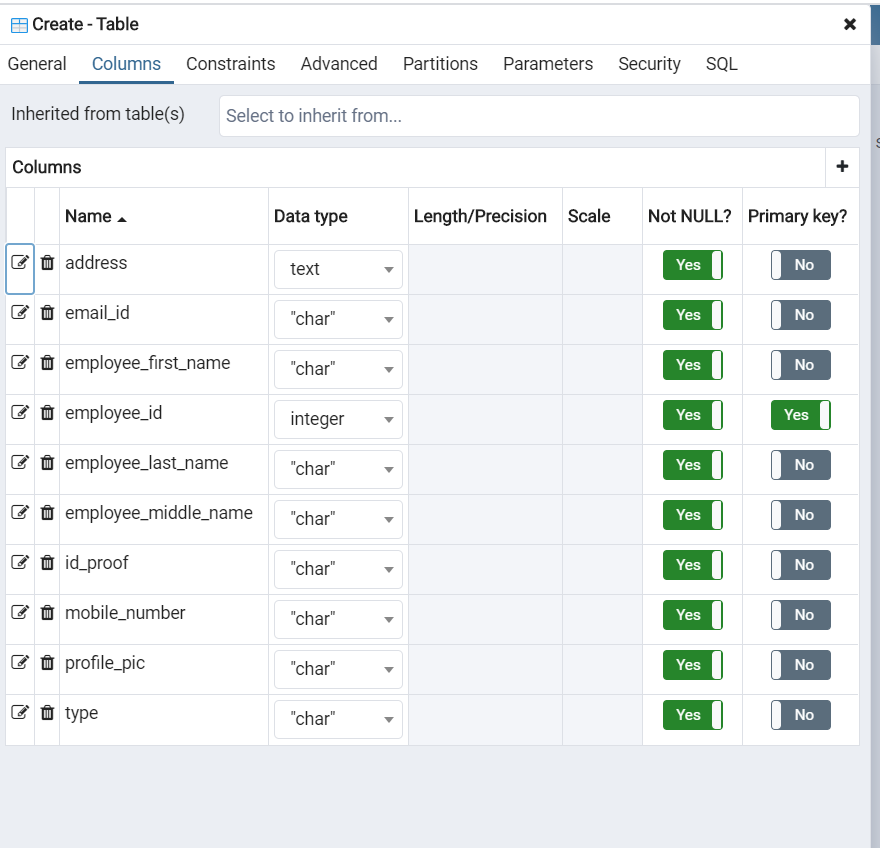 Create - Table
General Columns Constraints Advanced Partitions Parameters Security SQL
Inherited from table(s) Select to inherit from...
Columns
Name Data type Length/Precision Scale Not NULL? Primary key?
address text Yes No
email_id "char" Yes No
employee_first_name "char" Yes No
employee_id integer Yes Yes
employee_last_name "char" Yes No
employee_middle_name "char" Yes No
id_proof "char" Yes No
mobile_number "char" Yes No
profile_pic "char" Yes No
type "char" Yes No